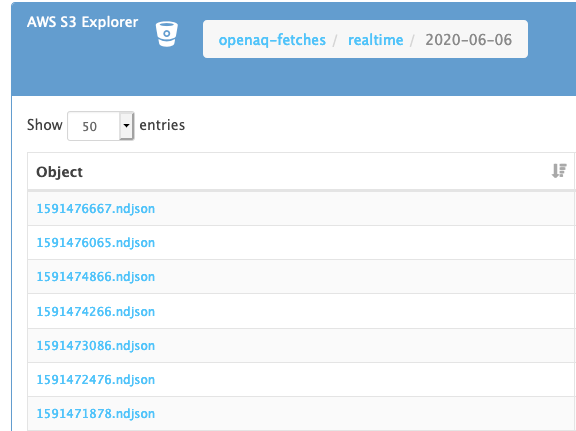 AWS S3 Explorer
openaq-fetches / realtime / 2020-06-06
Show 50 entries
Object
1591476667.ndjson
1591476065.ndjson
1591474866.ndjson
1591474266.ndjson
1591473086.ndjson
1591472476.ndjson
1591471878.ndjson